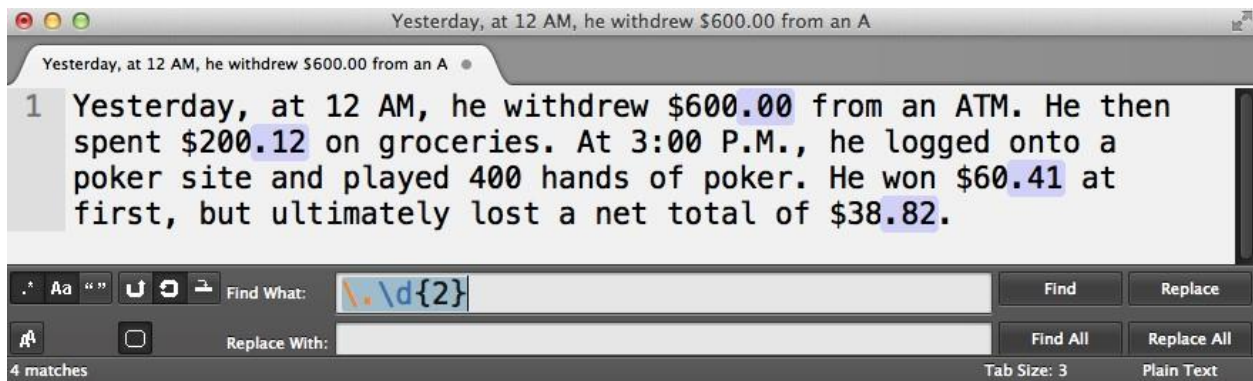 Yesterday, at 12 AM, he withdrew $600.00 from an A
Yesterday, at 12 AM, he withdrew $600.00 from an A
1 Yesterday, at 12 AM, he withdrew $600.00 from an ATM. He then
spent $200.12 on groceries. At 3:00 P.M., he logged onto a
poker site and played 400 hands of poker. He won $60.41 at
first, but ultimately lost a net total of $38.82.
.* Aa “” Find What: \.\d{2} Find Replace
Replace With: Find All Replace All
4 matches Tab Size: 3 Plain Text